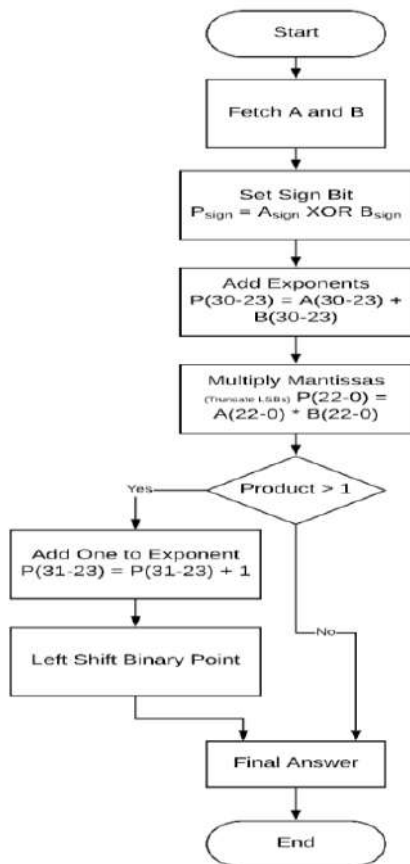 Start
Fetch A and B
Set Sign Bit
Psign = Asign XOR Bsign
Add Exponents
P(30-23) = A(30-23) +
B(30-23)
Multiply Mantissas
(Truncate LSBs) P(22-0) =
A(22-0) * B(22-0)
Product > 1
Yes
Add One to Exponent
P(31-23) = P(31-23) + 1
Left Shift Binary Point
No
Final Answer
End